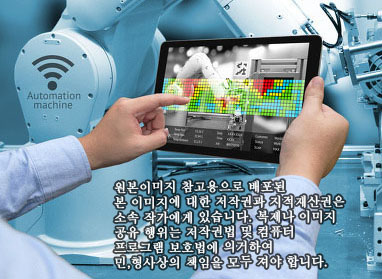 Automation
machine
원본이미지 참고용으로 배포된
본 이미지에 대한 저작권과 지적재산권은
소속 작가에게 있습니다. 복제나 이미지
공유 행위는 저작권법 및 컴퓨터
프로그램 보호법에 의거하여
민,형사상의 책임을 모두 져야 합니다.